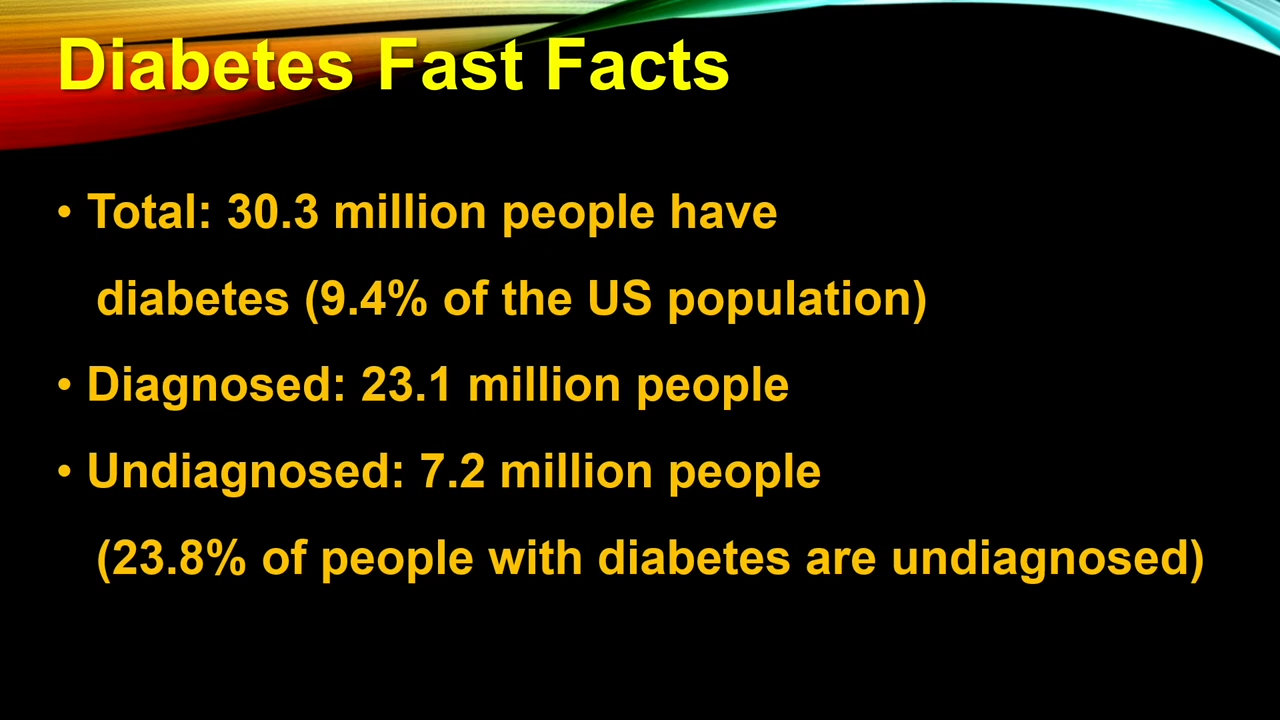 Diabetes Fast Facts
• Total: 30.3 million people have
diabetes (9.4% of the US population)
• Diagnosed: 23.1 million people
• Undiagnosed: 7.2 million people
(23.8% of people with diabetes are undiagnosed)